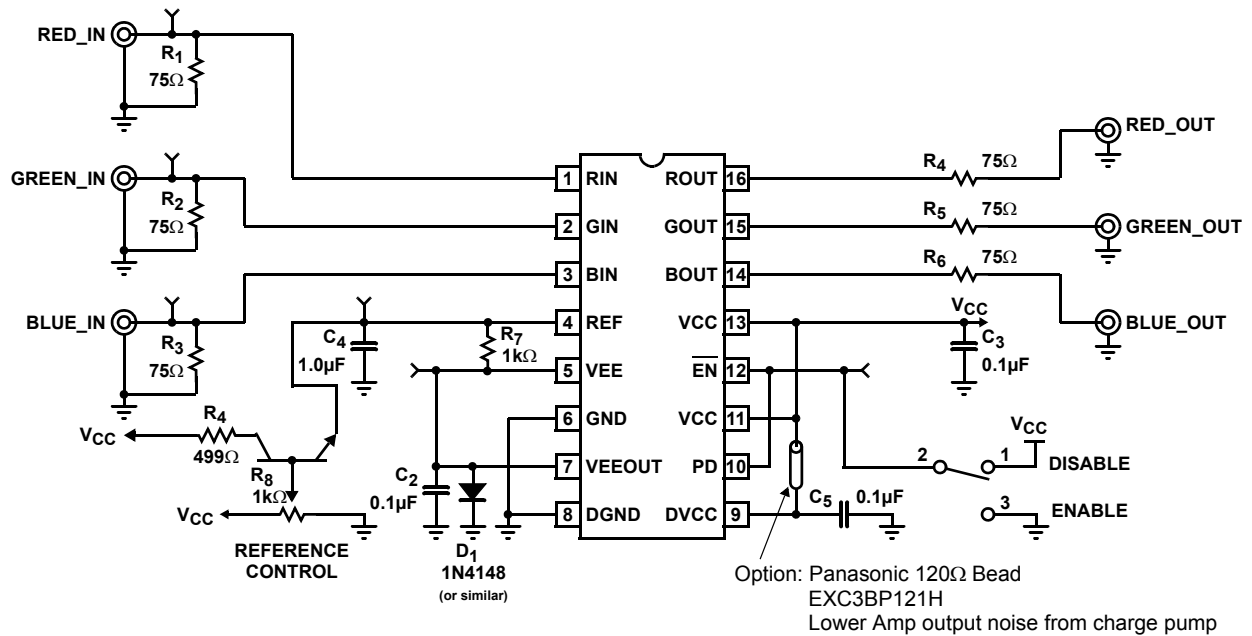 RED_IN
R1
75Ω
GREEN_IN
R2
75Ω
BLUE_IN
R3
75Ω
C4
1.0µF
R7
1kΩ
VCC
R4
499Ω
R8
1kΩ
VCC
REFERENCE
CONTROL
C2
0.1µF
D1
1N4148
(or similar)
1 RIN ROUT 16
2 GIN GOUT 15
3 BIN BOUT 14
4 REF VCC 13
5 VEE EN 12
6 GND VCC 11
7 VEEOUT PD 10
8 DGND DVCC 9
R4 75Ω
RED_OUT
R5 75Ω
GREEN_OUT
R6 75Ω
BLUE_OUT
VCC
C3
0.1µF
VCC
2 1
DISABLE
3 ENABLE
C5 0.1µF
Option: Panasonic 120Ω Bead
EXC3BP121H
Lower Amp output noise from charge pump